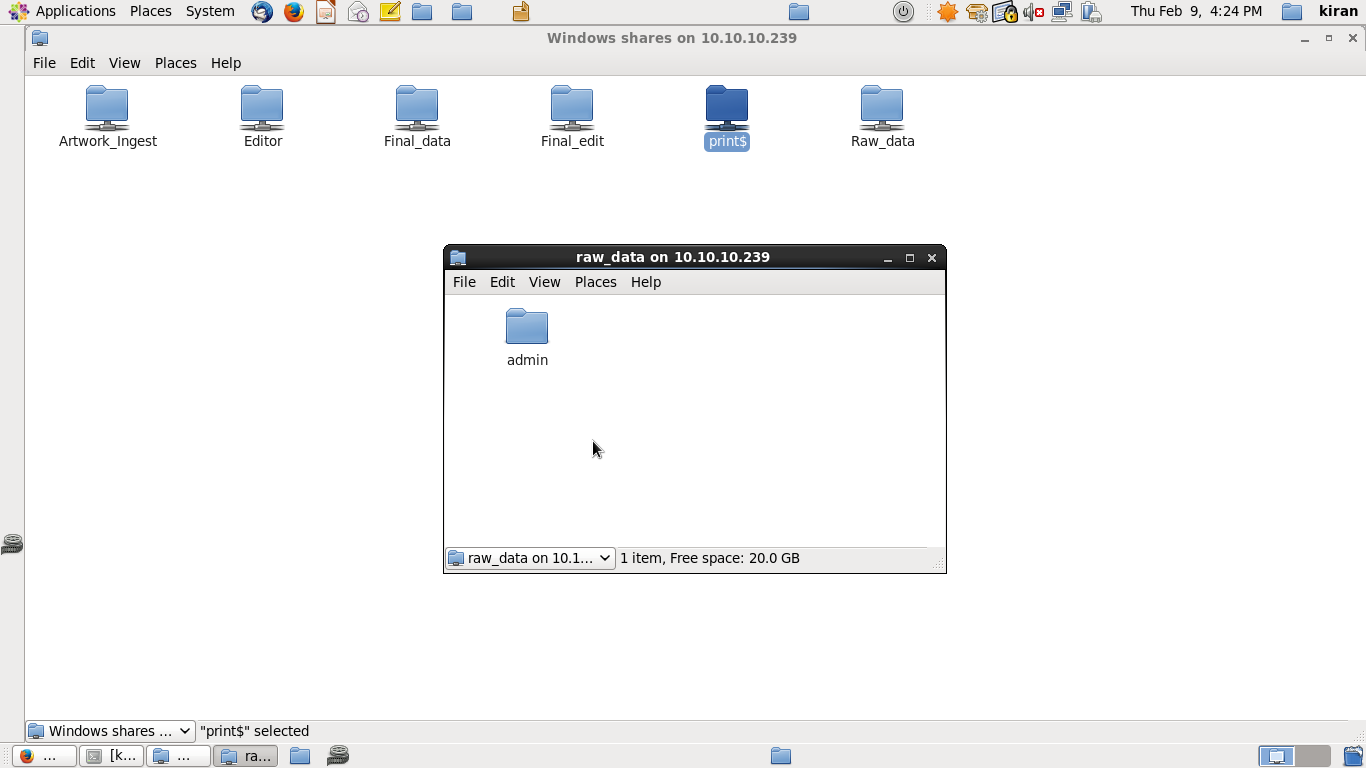 Applications Places System Thu Feb 9, 4:24 PM kiran
Windows shares on 10.10.10.239
File Edit View Places Help
Artwork_Ingest Editor Final_data Final_edit print$ Raw_data
raw_data on 10.10.10.239
File Edit View Places Help
admin
raw_data on 10.1... 1 item, Free space: 20.0 GB
Windows shares ... "print$" selected
... [k... ... ra...